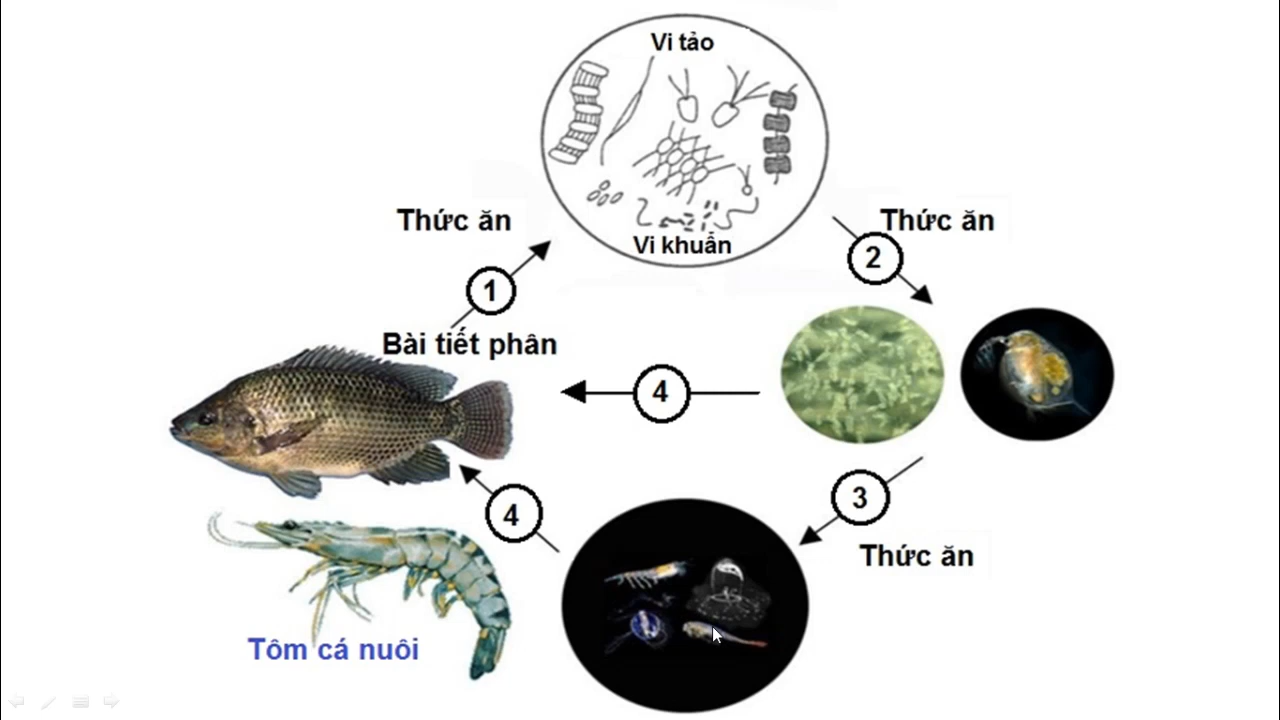 Vi tảo
Vi khuẩn
Thức ăn
Thức ăn
1
2
Bài tiết phân
4
3
4
Thức ăn
Tôm cá nuôi